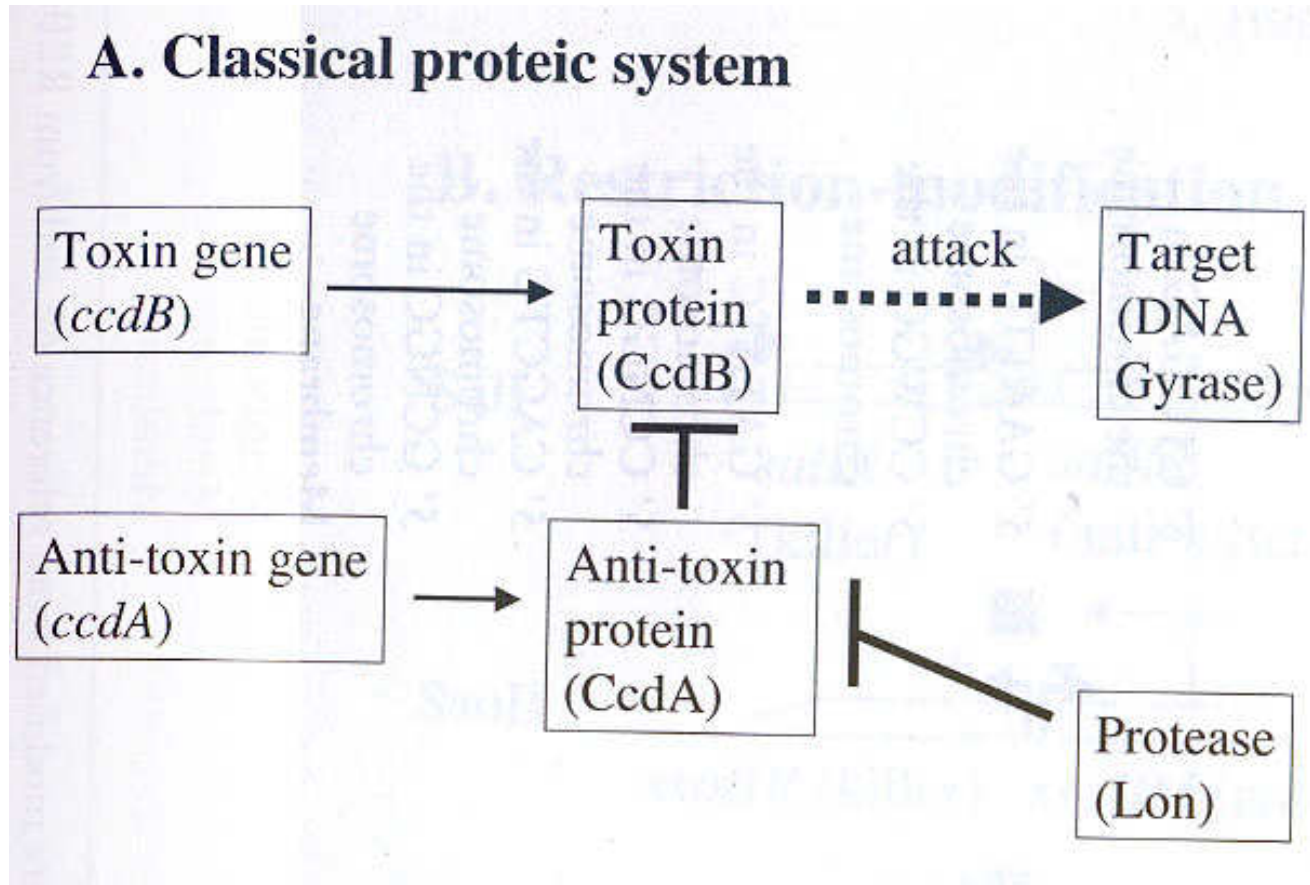 A. Classical proteic system
Toxin gene
(ccdB)
Toxin
protein
(CcdB)
attack
Target
(DNA
Gyrase)
Anti-toxin gene
(ccdA)
Anti-toxin
protein
(CcdA)
Protease
(Lon)